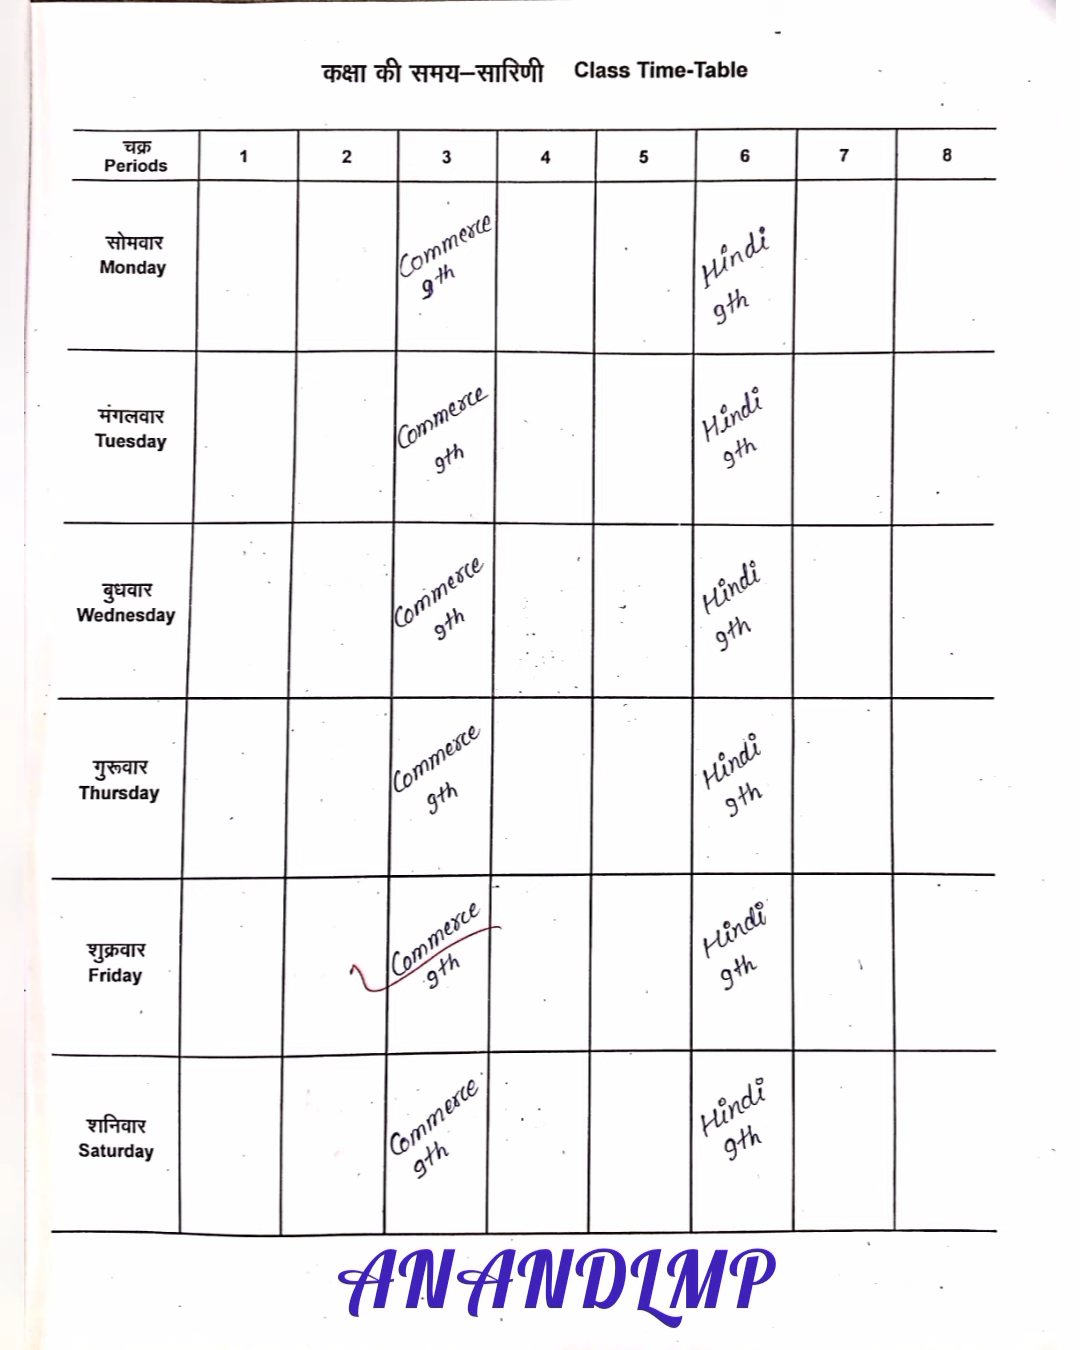 कक्षा की समय–सारिणी Class Time-Table
चक्र
Periods 1 2 3 4 5 6 7 8
सोमवार
Monday
Commerce
9th
Hindi
9th
मंगलवार
Tuesday
Commerce
9th
Hindi
9th
बुधवार
Wednesday
Commerce
9th
Hindi
9th
गुरूवार
Thursday
Commerce
9th
Hindi
9th
शुक्रवार
Friday
Commerce
9th
Hindi
9th
शनिवार
Saturday
Commerce
9th
Hindi
9th
ANANDLMP